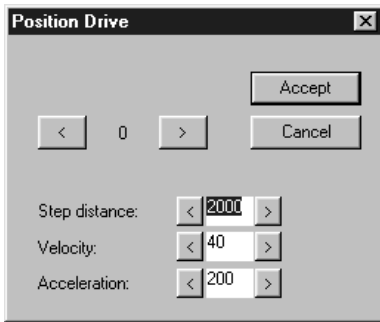 Position Drive
Accept
< 0 >
Cancel
Step distance: < 2000 >
Velocity: < 40 >
Acceleration: < 200 >